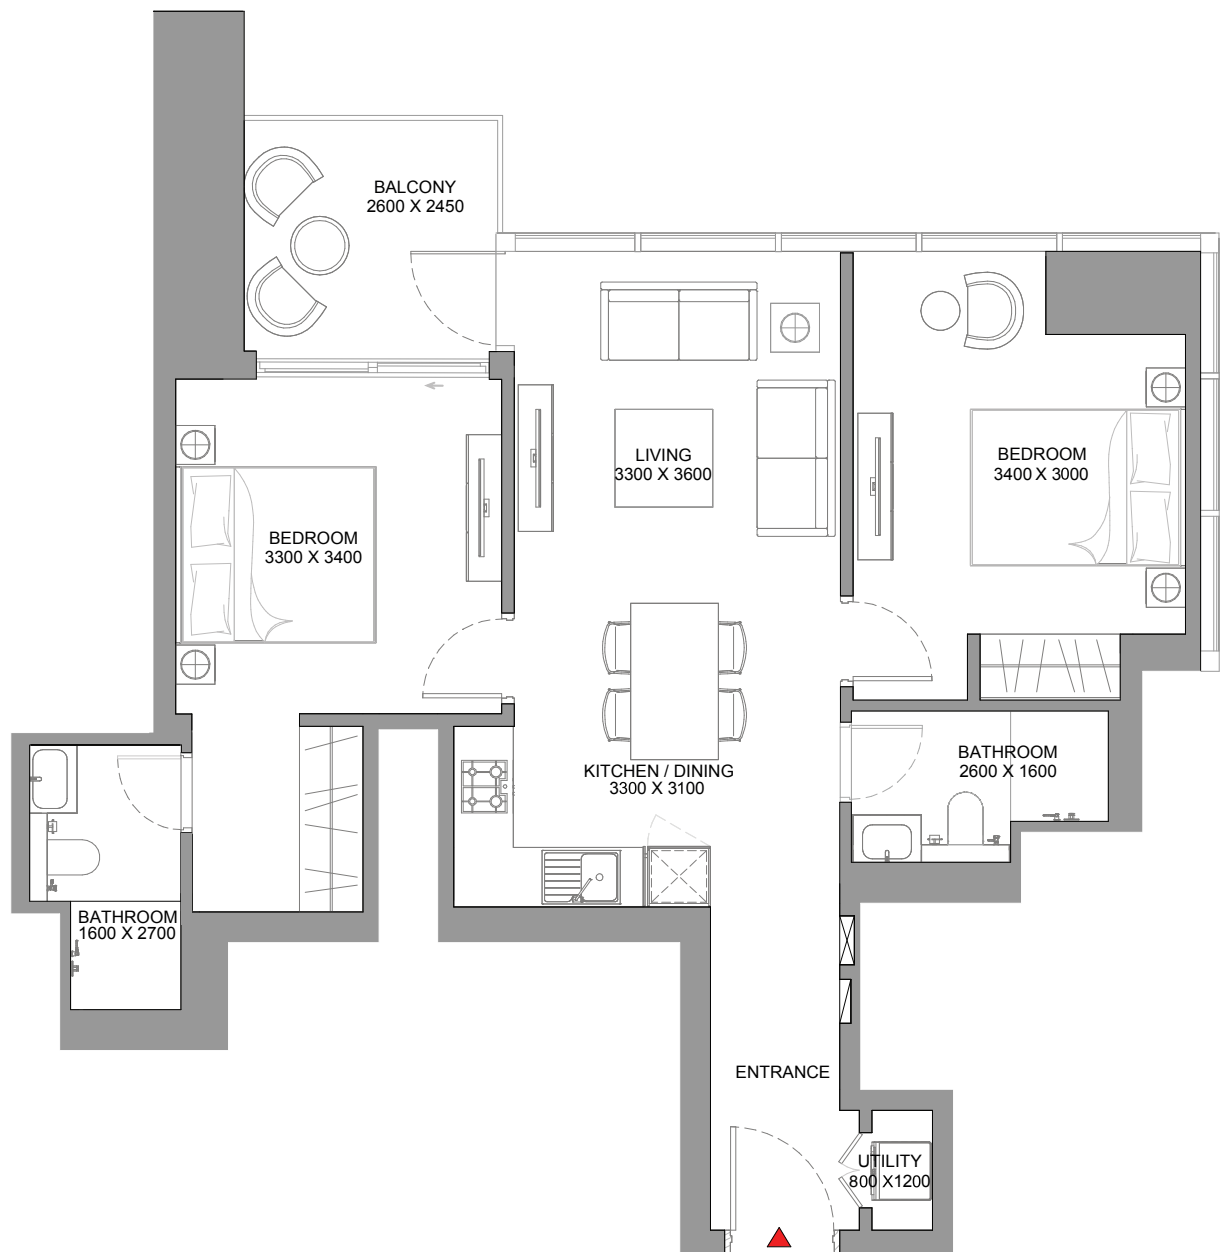 BALCONY
2600 X 2450
LIVING
3300 X 3600
BEDROOM
3400 X 3000
BEDROOM
3300 X 3400
KITCHEN / DINING
3300 X 3100
BATHROOM
2600 X 1600
BATHROOM
1600 X 2700
ENTRANCE
UTILITY
800 X1200